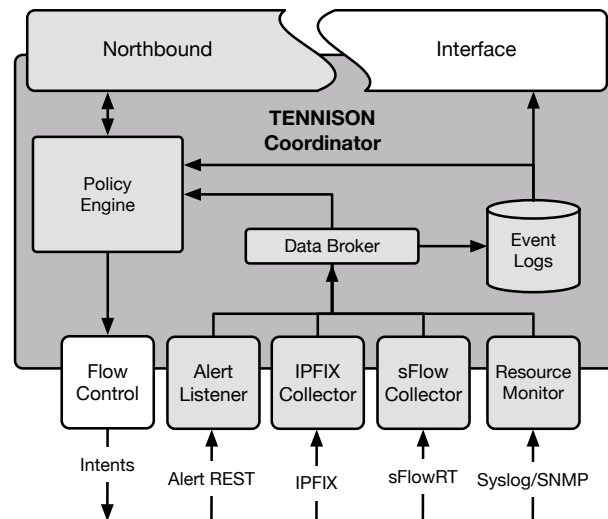 Northbound
Interface
TENNISON
Coordinator
Policy
Engine
Data Broker
Event
Logs
Flow
Control
Alert
Listener
IPFIX
Collector
sFlow
Collector
Resource
Monitor
Intents
Alert REST
IPFIX
sFlowRT
Syslog/SNMP